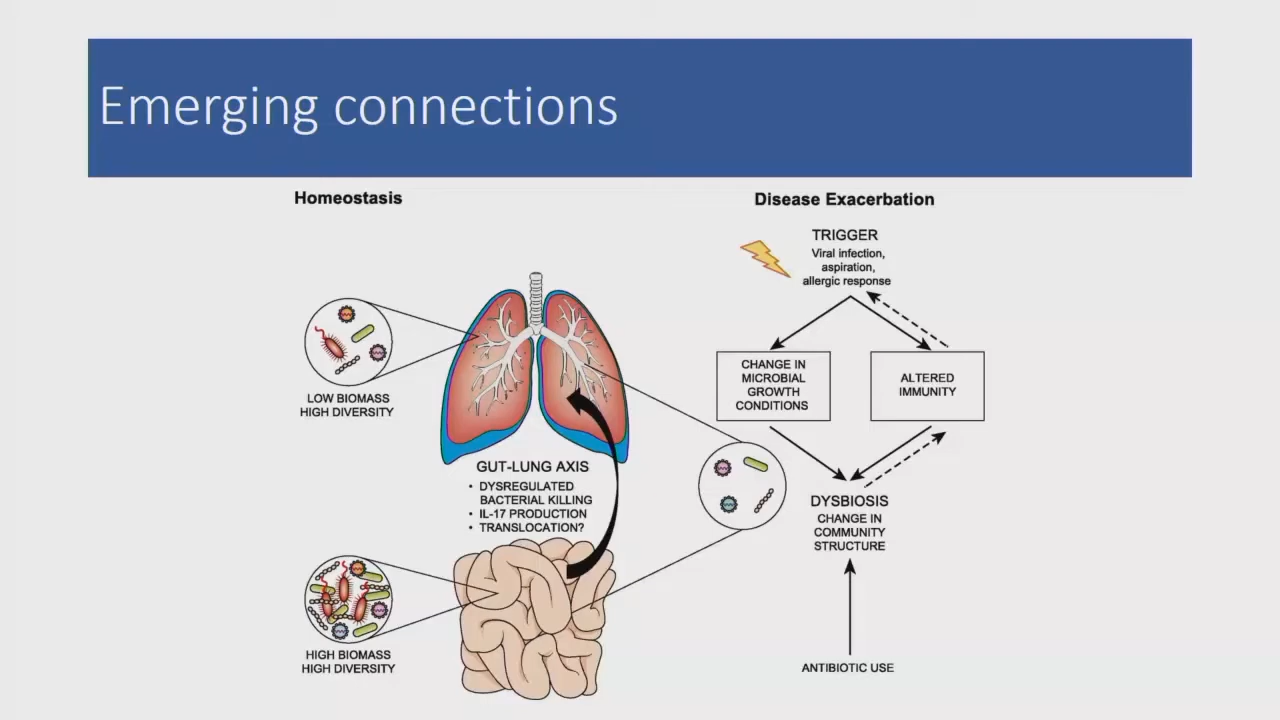 Emerging connections
Homeostasis
LOW BIOMASS
HIGH DIVERSITY
GUT-LUNG AXIS
• DYSREGULATED
BACTERIAL KILLING
• IL-17 PRODUCTION
• TRANSLOCATION?
HIGH BIOMASS
HIGH DIVERSITY
Disease Exacerbation
TRIGGER
Viral infection,
aspiration,
allergic response
CHANGE IN
MICROBIAL
GROWTH
CONDITIONS
ALTERED
IMMUNITY
DYSBIOSIS
CHANGE IN
COMMUNITY
STRUCTURE
ANTIBIOTIC USE